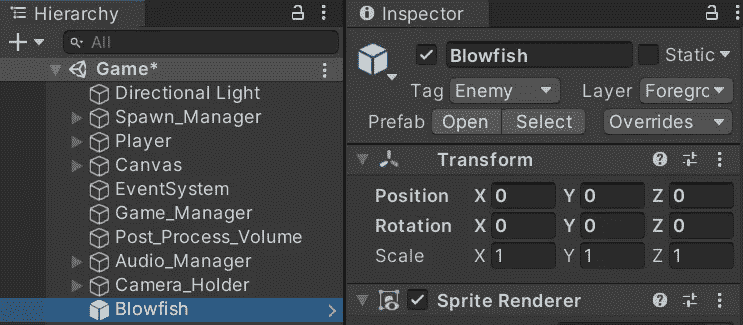 Hierarchy
All
Game*
Directional Light
Spawn_Manager
Player
Canvas
EventSystem
Game_Manager
Post_Process_Volume
Audio_Manager
Camera_Holder
Blowfish
Inspector
Blowfish Static
Tag Enemy Layer Foregrc
Prefab Open Select Overrides
Transform
Position X 0 Y 0 Z 0
Rotation X 0 Y 0 Z 0
Scale X 1 Y 1 Z 1
Sprite Renderer